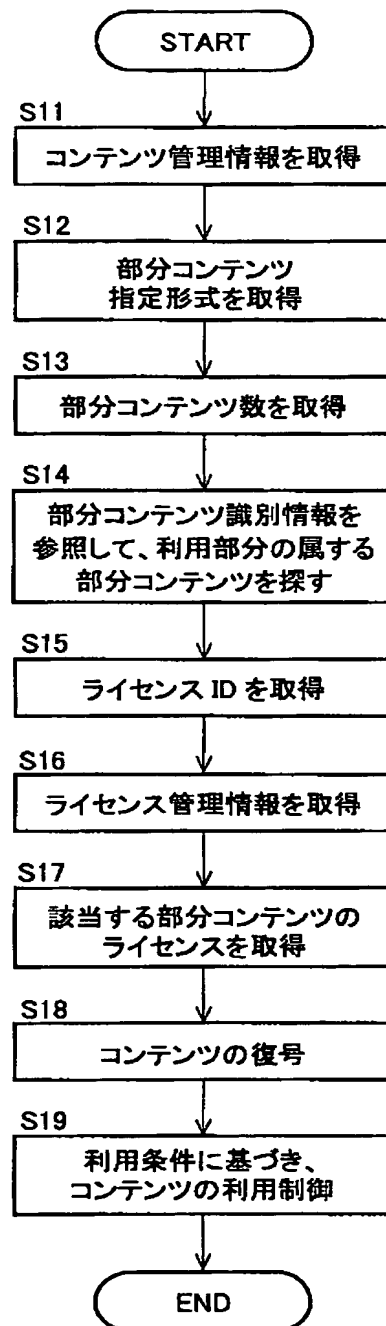 START
S11
コンテンツ管理情報を取得
S12
部分コンテンツ
指定形式を取得
S13
部分コンテンツ数を取得
S14
部分コンテンツ識別情報を
参照して、利用部分の属する
部分コンテンツを探す
S15
ライセンス ID を取得
S16
ライセンス管理情報を取得
S17
該当する部分コンテンツの
ライセンスを取得
S18
コンテンツの復号
S19
利用条件に基づき、
コンテンツの利用制御
END